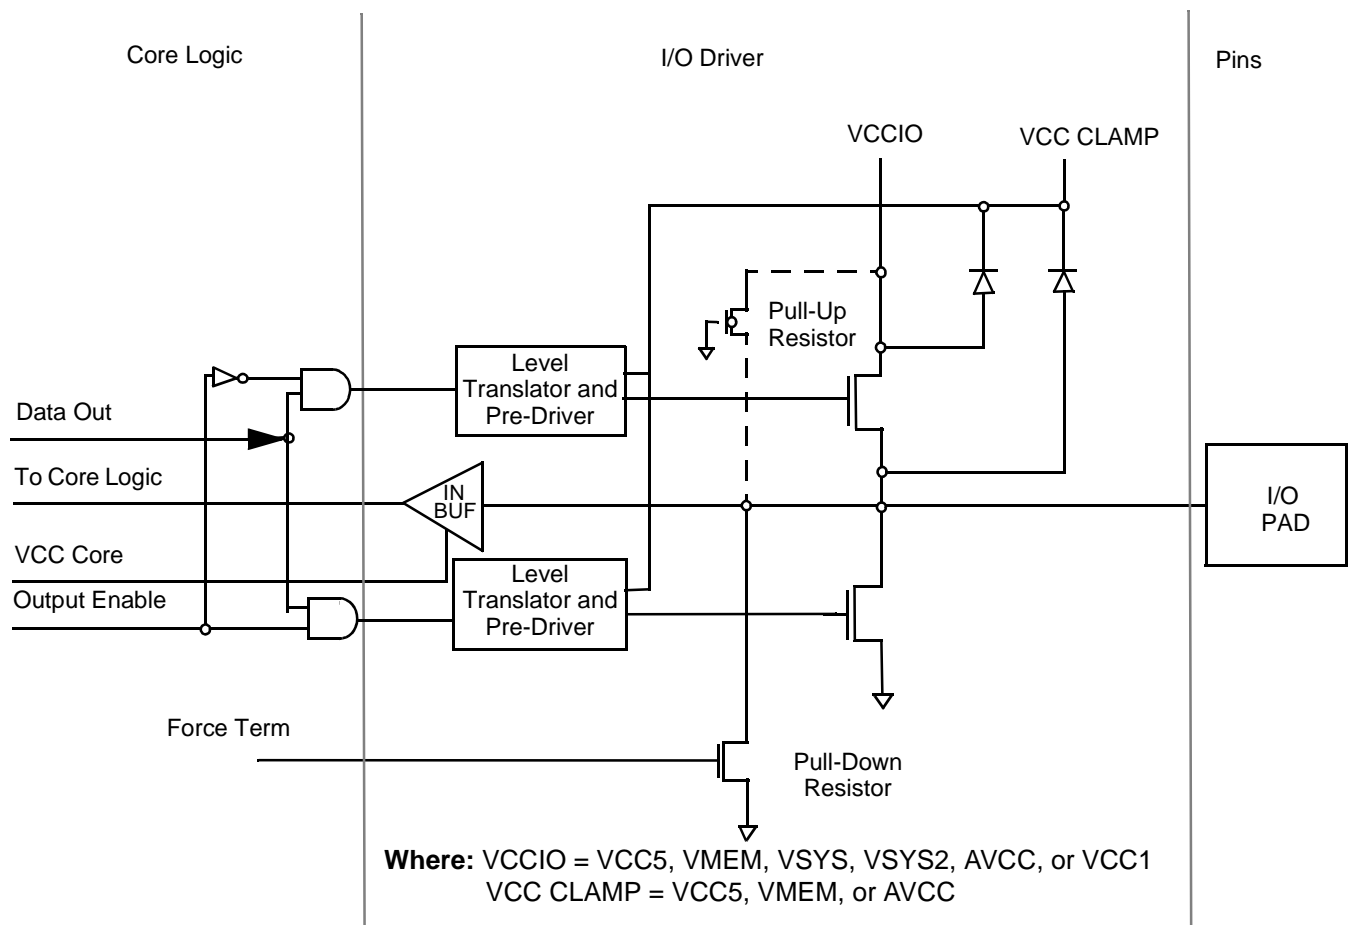 Core Logic
I/O Driver
Pins
VCCIO
VCC CLAMP
Pull-Up
Resistor
Level
Translator and
Pre-Driver
Data Out
To Core Logic
IN
BUF
I/O
PAD
VCC Core
Output Enable
Level
Translator and
Pre-Driver
Force Term
Pull-Down
Resistor
Where: VCCIO = VCC5, VMEM, VSYS, VSYS2, AVCC, or VCC1
VCC CLAMP = VCC5, VMEM, or AVCC